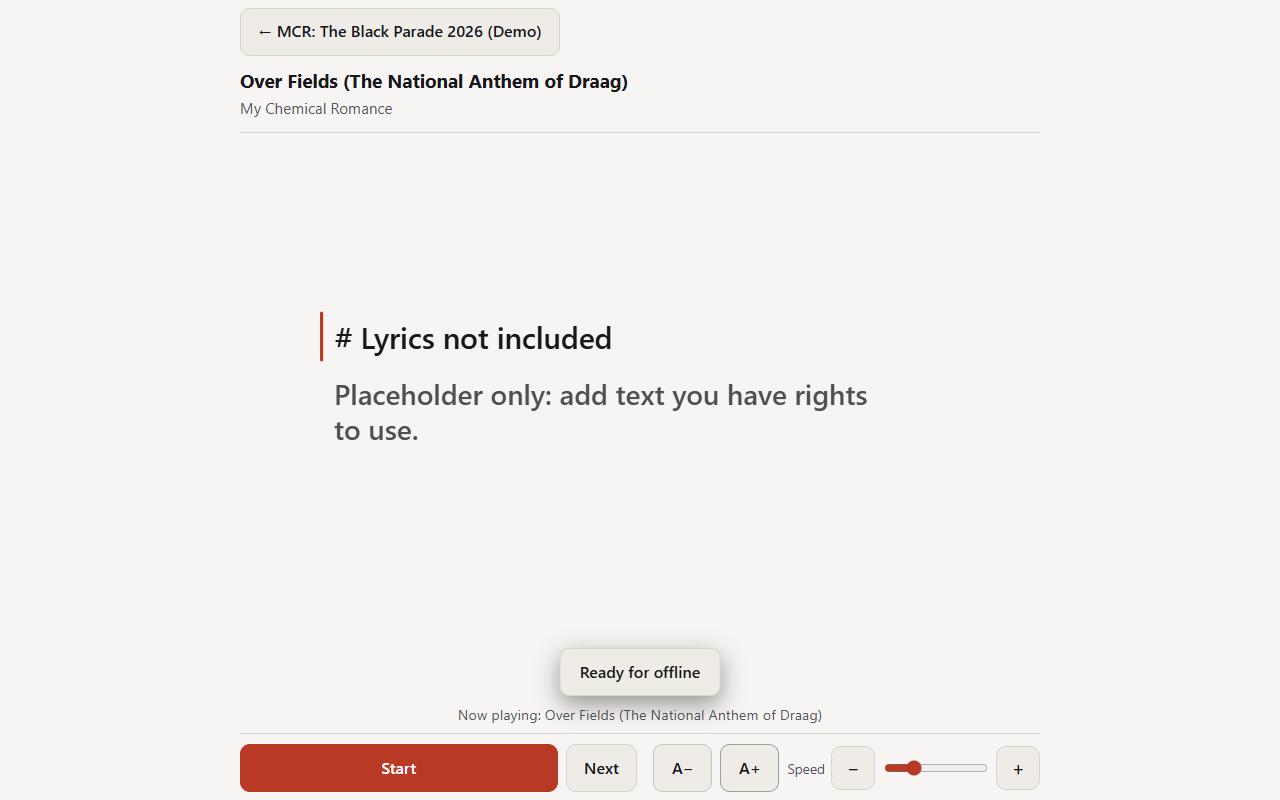 ← MCR: The Black Parade 2026 (Demo)
Over Fields (The National Anthem of Draag)
My Chemical Romance
# Lyrics not included
Placeholder only: add text you have rights
to use.
Ready for offline
Now playing: Over Fields (The National Anthem of Draag)
Start Next A− A+ Speed − +